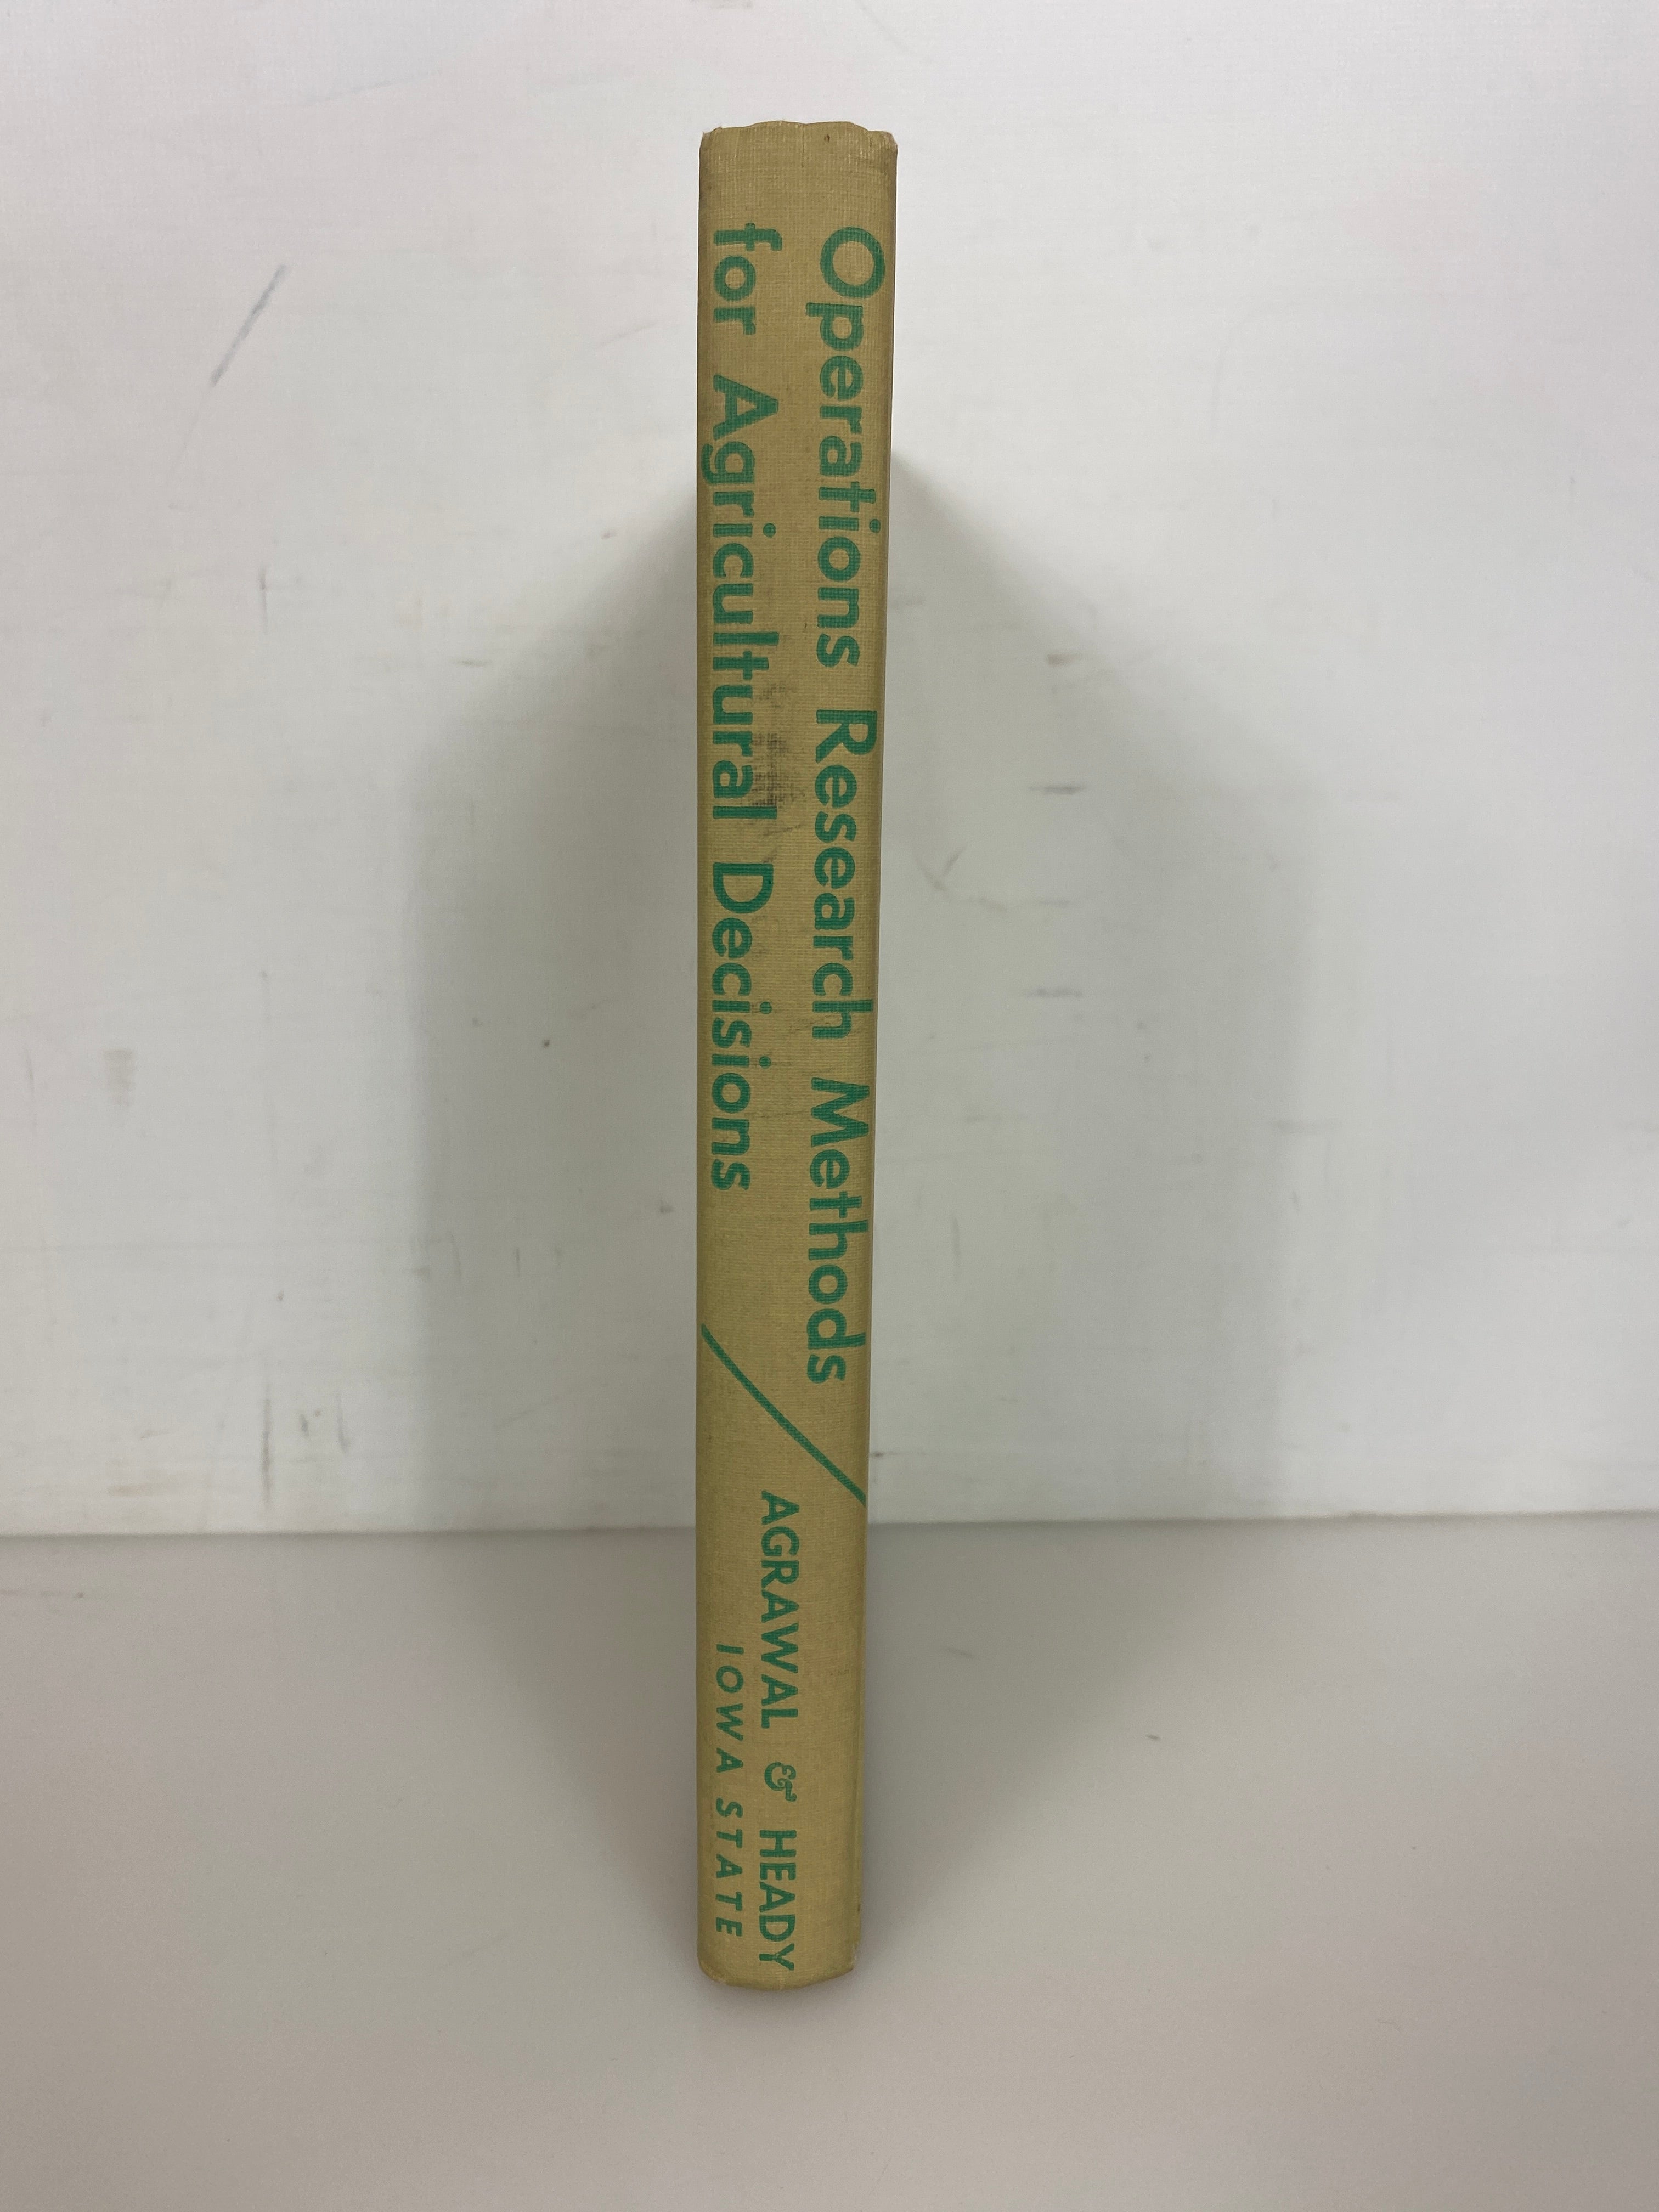 Operations Research Methods
for Agricultural Decisions
AGRAWAL & HEADY
IOWA STATE